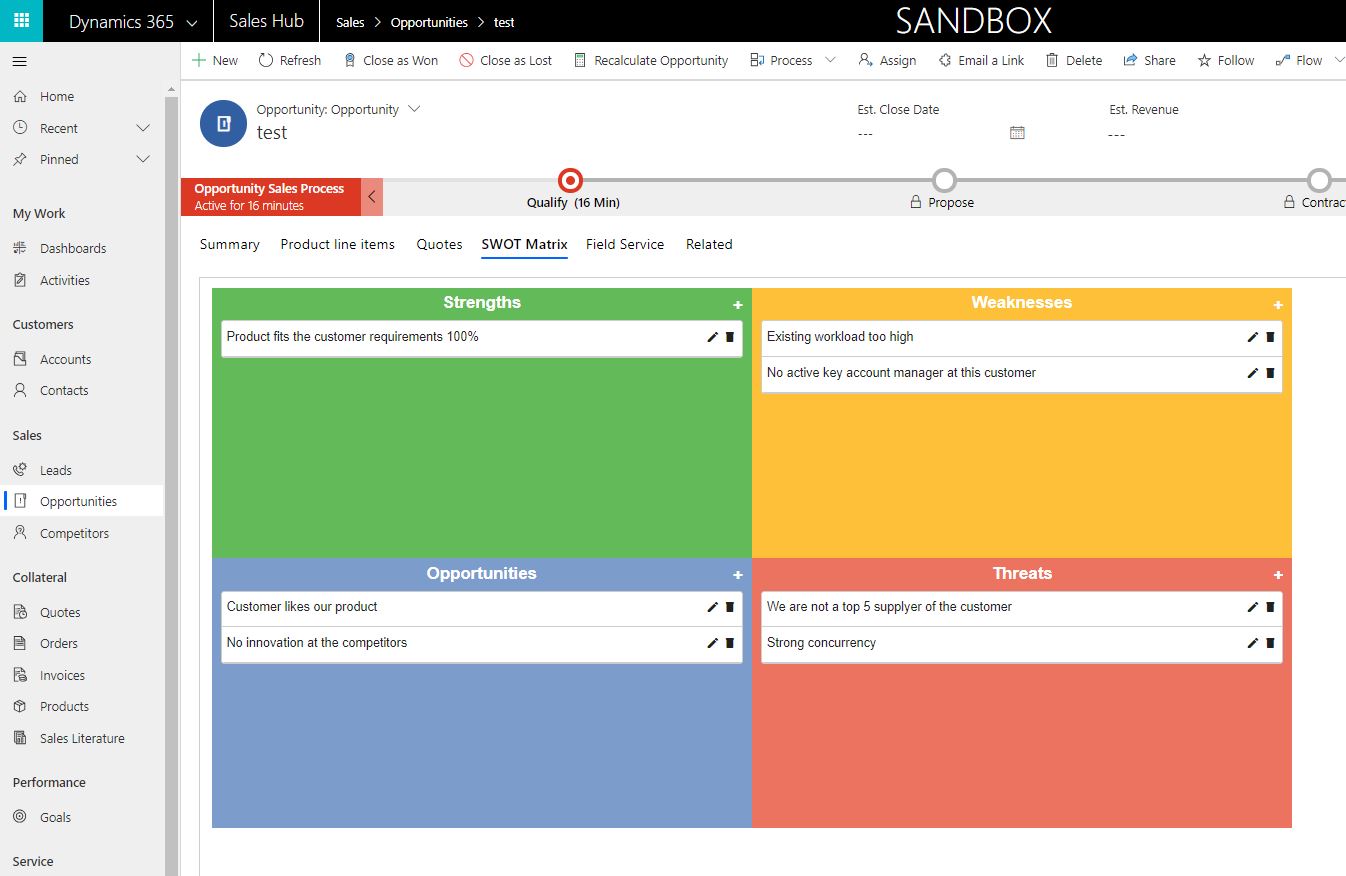 Dynamics 365 Sales Hub Sales > Opportunities > test SANDBOX
New Refresh Close as Won Close as Lost Recalculate Opportunity Process Assign Email a Link Delete Share Follow Flow
Home
Recent
Pinned
My Work
Dashboards
Activities
Customers
Accounts
Contacts
Sales
Leads
Opportunities
Competitors
Collateral
Quotes
Orders
Invoices
Products
Sales Literature
Performance
Goals
Service
Opportunity: Opportunity
test
Est. Close Date
---
Est. Revenue
---
Opportunity Sales Process
Active for 16 minutes
Qualify (16 Min)
Propose
Contrac
Summary Product line items Quotes SWOT Matrix Field Service Related
Strengths +
Product fits the customer requirements 100%
Weaknesses +
Existing workload too high
No active key account manager at this customer
Opportunities +
Customer likes our product
No innovation at the competitors
Threats +
We are not a top 5 supplyer of the customer
Strong concurrency